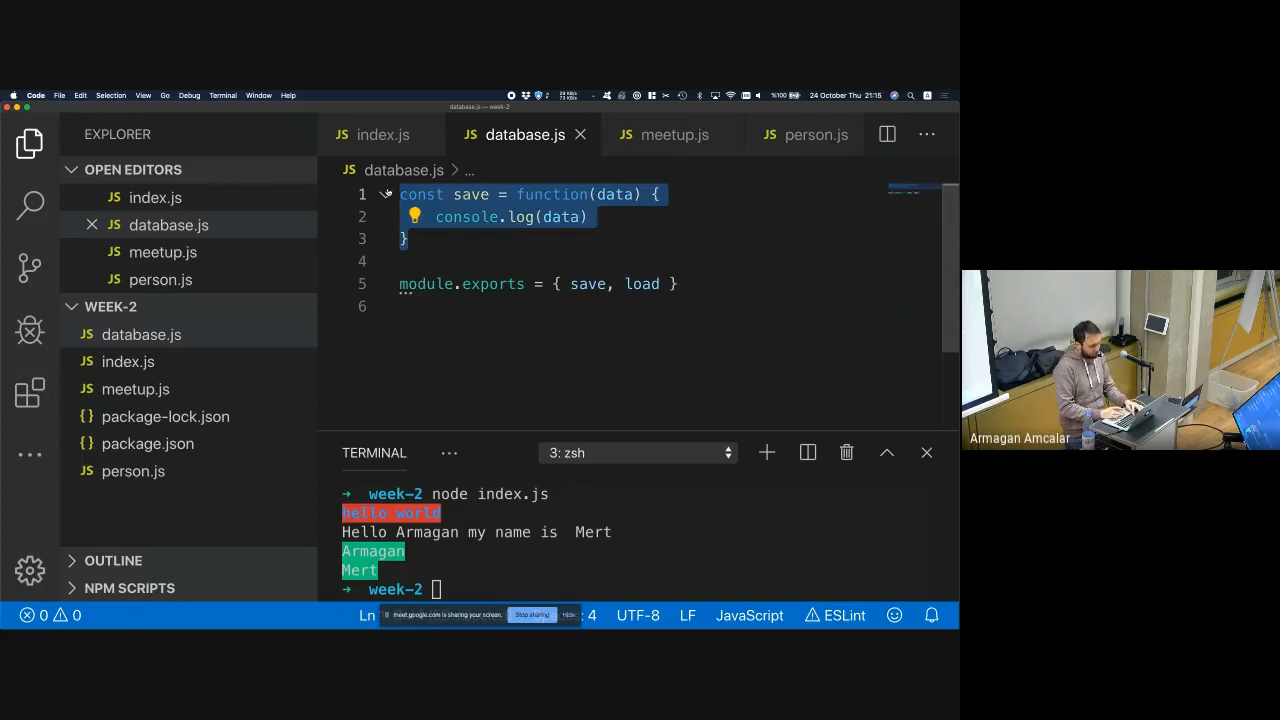 Code File Edit Selection View Go Debug Terminal Window Help
%100
24 October Thu 21:15
database.js — week-2
EXPLORER
OPEN EDITORS
JS index.js
JS database.js
JS meetup.js
JS person.js
WEEK-2
JS database.js
JS index.js
JS meetup.js
{} package-lock.json
{} package.json
JS person.js
OUTLINE
NPM SCRIPTS
JS index.js
JS database.js
JS meetup.js
JS person.js
JS database.js > ...
1 const save = function(data) {
2 console.log(data)
3 }
4
5 module.exports = { save, load }
6
TERMINAL
3: zsh
➜ week-2 node index.js
hello world
Hello Armagan my name is  Mert
Armagan
Mert
➜ week-2
0 0
Ln
meet.google.com is sharing your screen.
Stop sharing
Hide
: 4
UTF-8
LF
JavaScript
ESLint
Armagan Amcalar